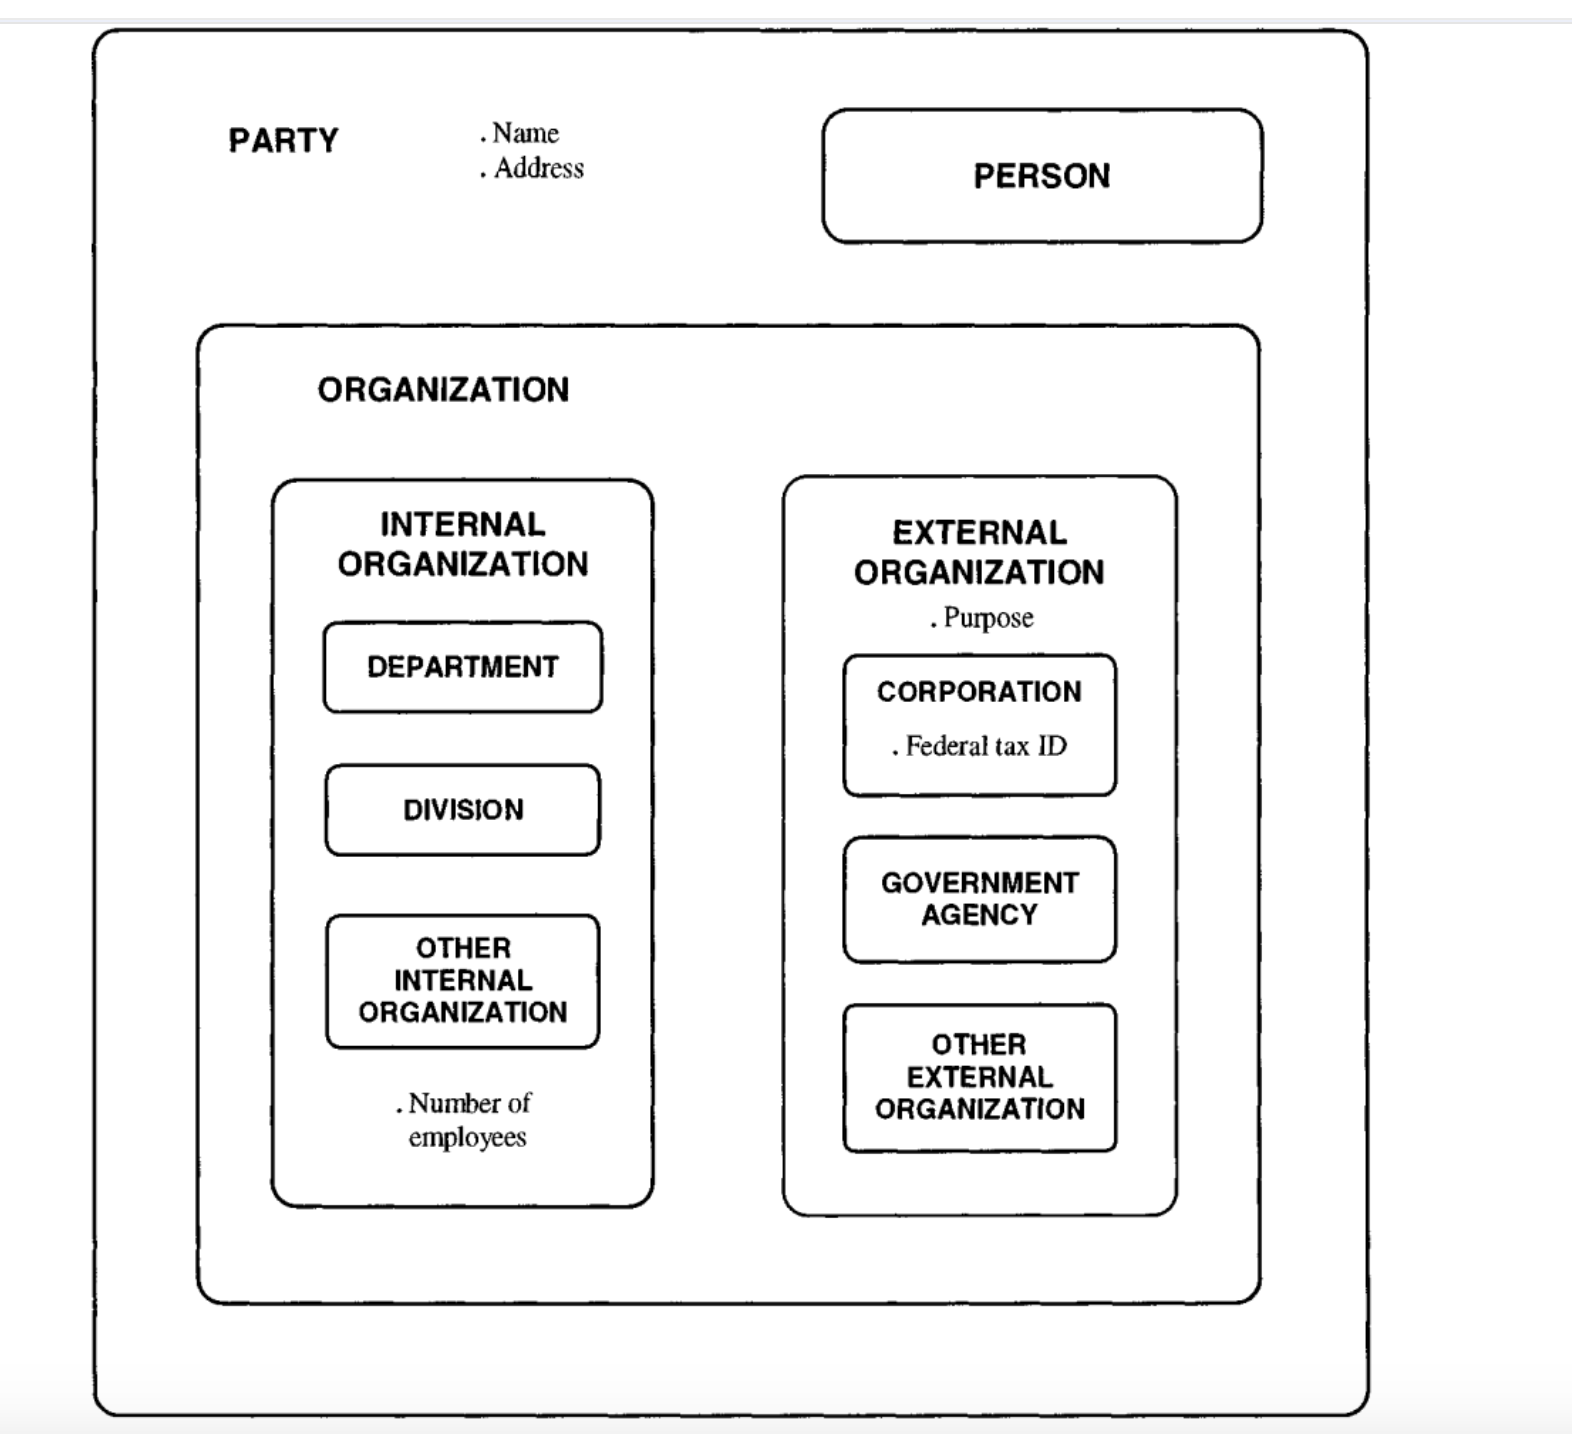 PARTY
. Name
. Address
PERSON
ORGANIZATION
INTERNAL
ORGANIZATION
DEPARTMENT
DIVISION
OTHER
INTERNAL
ORGANIZATION
. Number of
employees
EXTERNAL
ORGANIZATION
. Purpose
CORPORATION
. Federal tax ID
GOVERNMENT
AGENCY
OTHER
EXTERNAL
ORGANIZATION